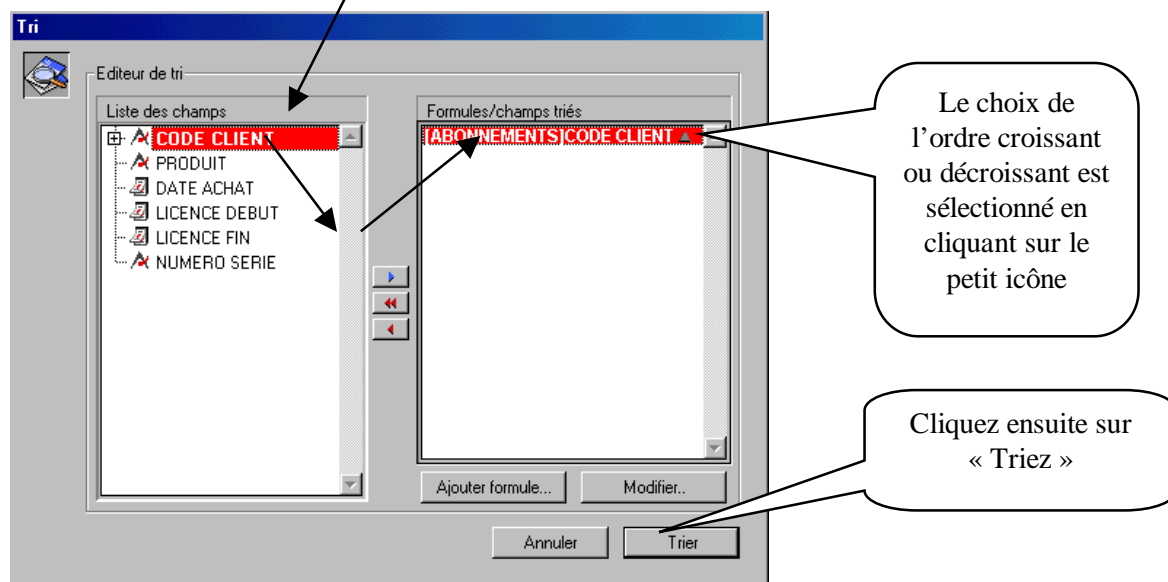 Tri
Editeur de tri
Liste des champs
CODE CLIENT
PRODUIT
DATE ACHAT
LICENCE DEBUT
LICENCE FIN
NUMERO SERIE
Formules/champs triés
[ABONNEMENTS]CODE CLIENT
Ajouter formule...
Modifier..
Annuler
Trier
Le choix de
l’ordre croissant
ou décroissant est
sélectionné en
cliquant sur le
petit icône
Cliquez ensuite sur
« Triez »